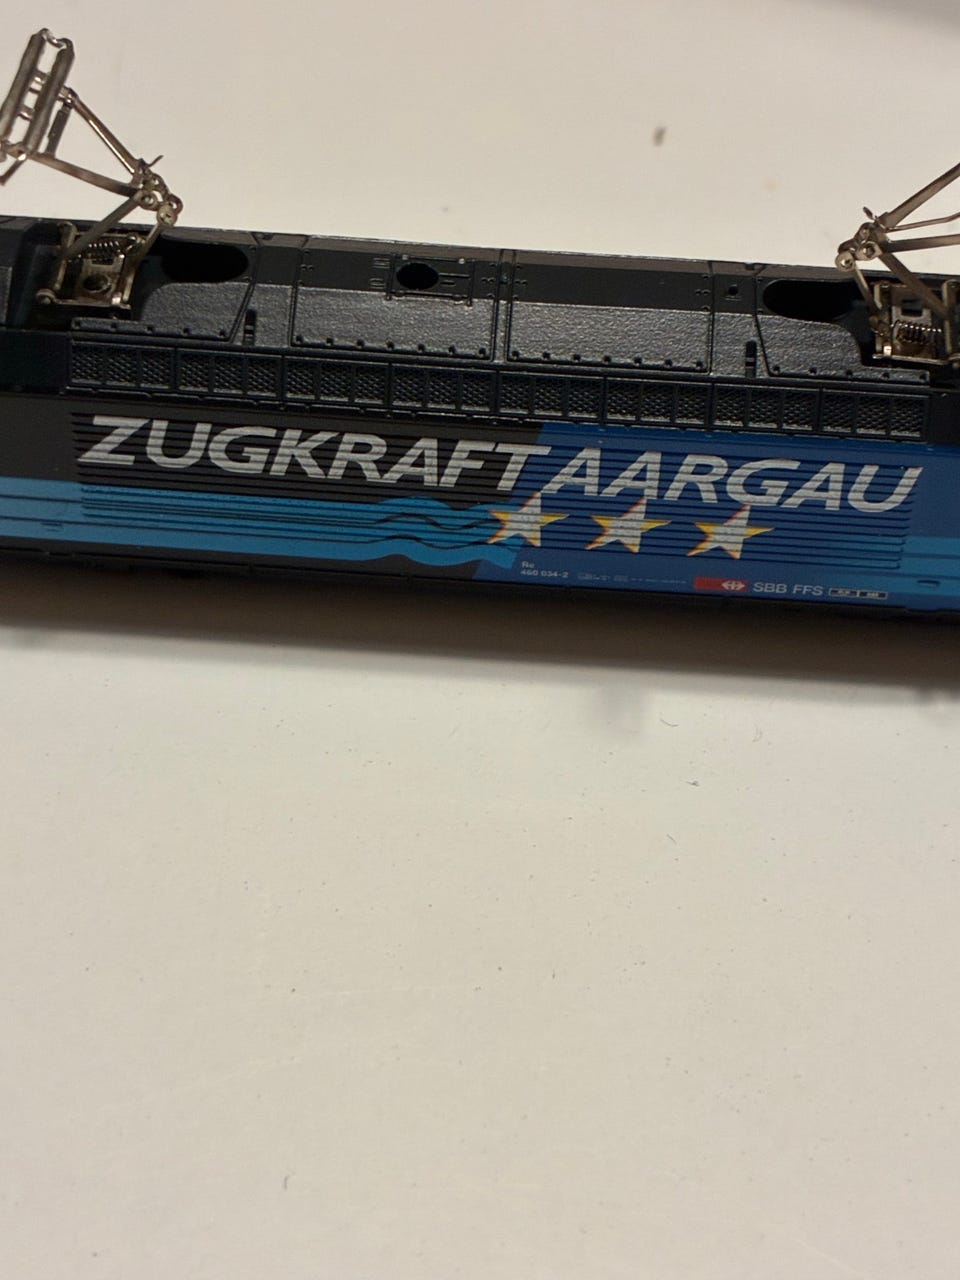 ZUGKRAFT AARGAU
Re
460 034-2
SBB FFS